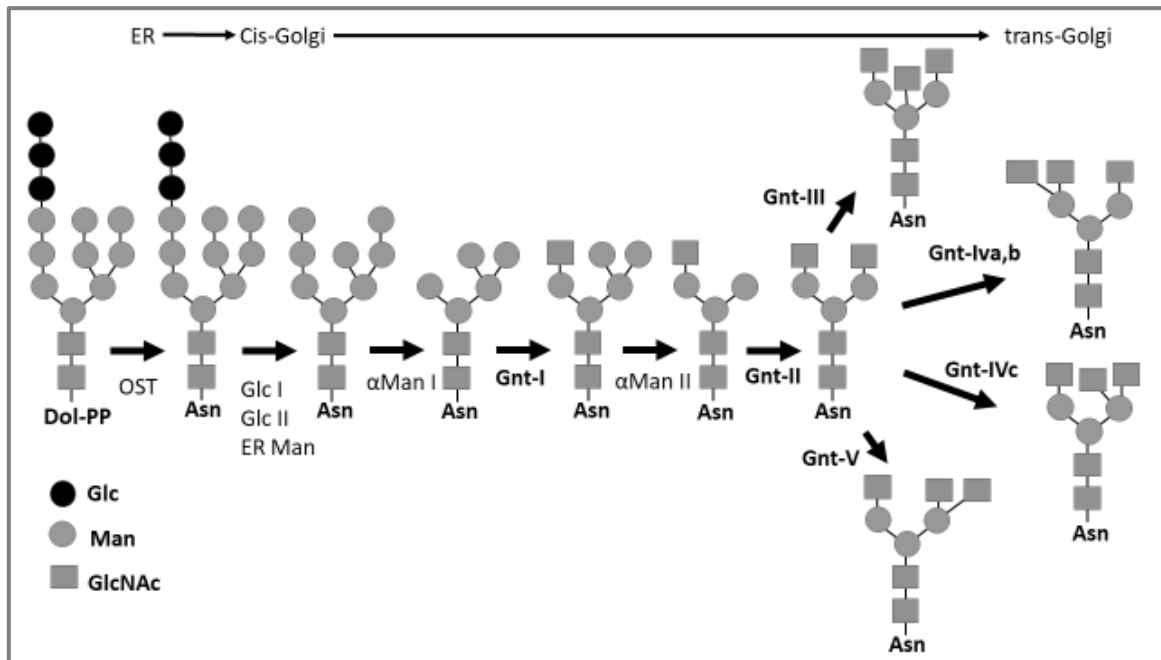 ER
Cis-Golgi
trans-Golgi
Gnt-III
Asn
Gnt-Iva,b
Asn
Gnt-IVc
Asn
Gnt-V
Asn
OST
Glc I
Glc II
ER Man
αMan I
Gnt-I
αMan II
Gnt-II
Dol-PP
Asn
Asn
Asn
Asn
Asn
Asn
Glc
Man
GlcNAc